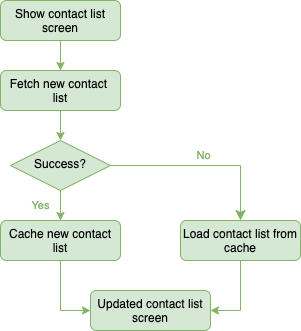 Show contact list
screen
Fetch new contact
list
Success?
No
Yes
Cache new contact
list
Load contact list from
cache
Updated contact list
screen